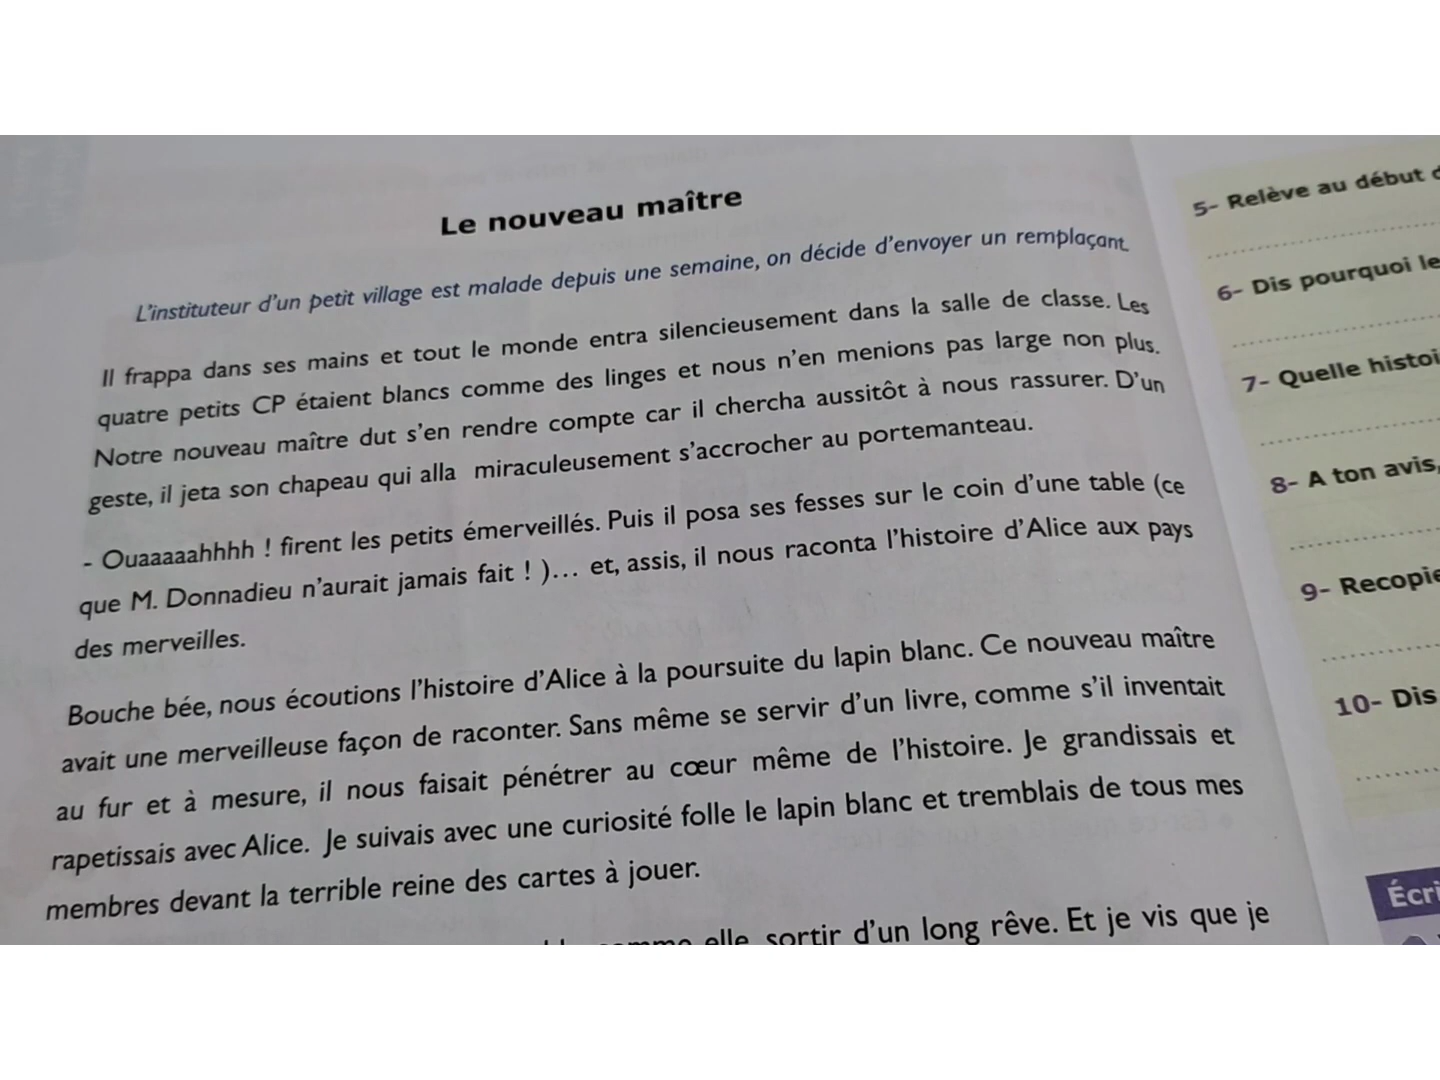 Le nouveau maître
L'instituteur d'un petit village est malade depuis une semaine, on décide d'envoyer un remplaçant.
Il frappa dans ses mains et tout le monde entra silencieusement dans la salle de classe. Les
quatre petits CP étaient blancs comme des linges et nous n'en menions pas large non plus.
Notre nouveau maître dut s'en rendre compte car il chercha aussitôt à nous rassurer. D'un
geste, il jeta son chapeau qui alla miraculeusement s'accrocher au portemanteau.
- Ouaaaaahhhh ! firent les petits émerveillés. Puis il posa ses fesses sur le coin d'une table (ce
que M. Donnadieu n'aurait jamais fait ! )... et, assis, il nous raconta l'histoire d'Alice aux pays
des merveilles.
Bouche bée, nous écoutions l'histoire d'Alice à la poursuite du lapin blanc. Ce nouveau maître
avait une merveilleuse façon de raconter. Sans même se servir d'un livre, comme s'il inventait
au fur et à mesure, il nous faisait pénétrer au cœur même de l'histoire. Je grandissais et
rapetissais avec Alice. Je suivais avec une curiosité folle le lapin blanc et tremblais de tous mes
membres devant la terrible reine des cartes à jouer.
elle sortir d'un long rêve. Et je vis que je
5- Relève au début
6- Dis pourquoi le
7- Quelle histoi
8- A ton avis,
9- Recopie
10- Dis
Écri